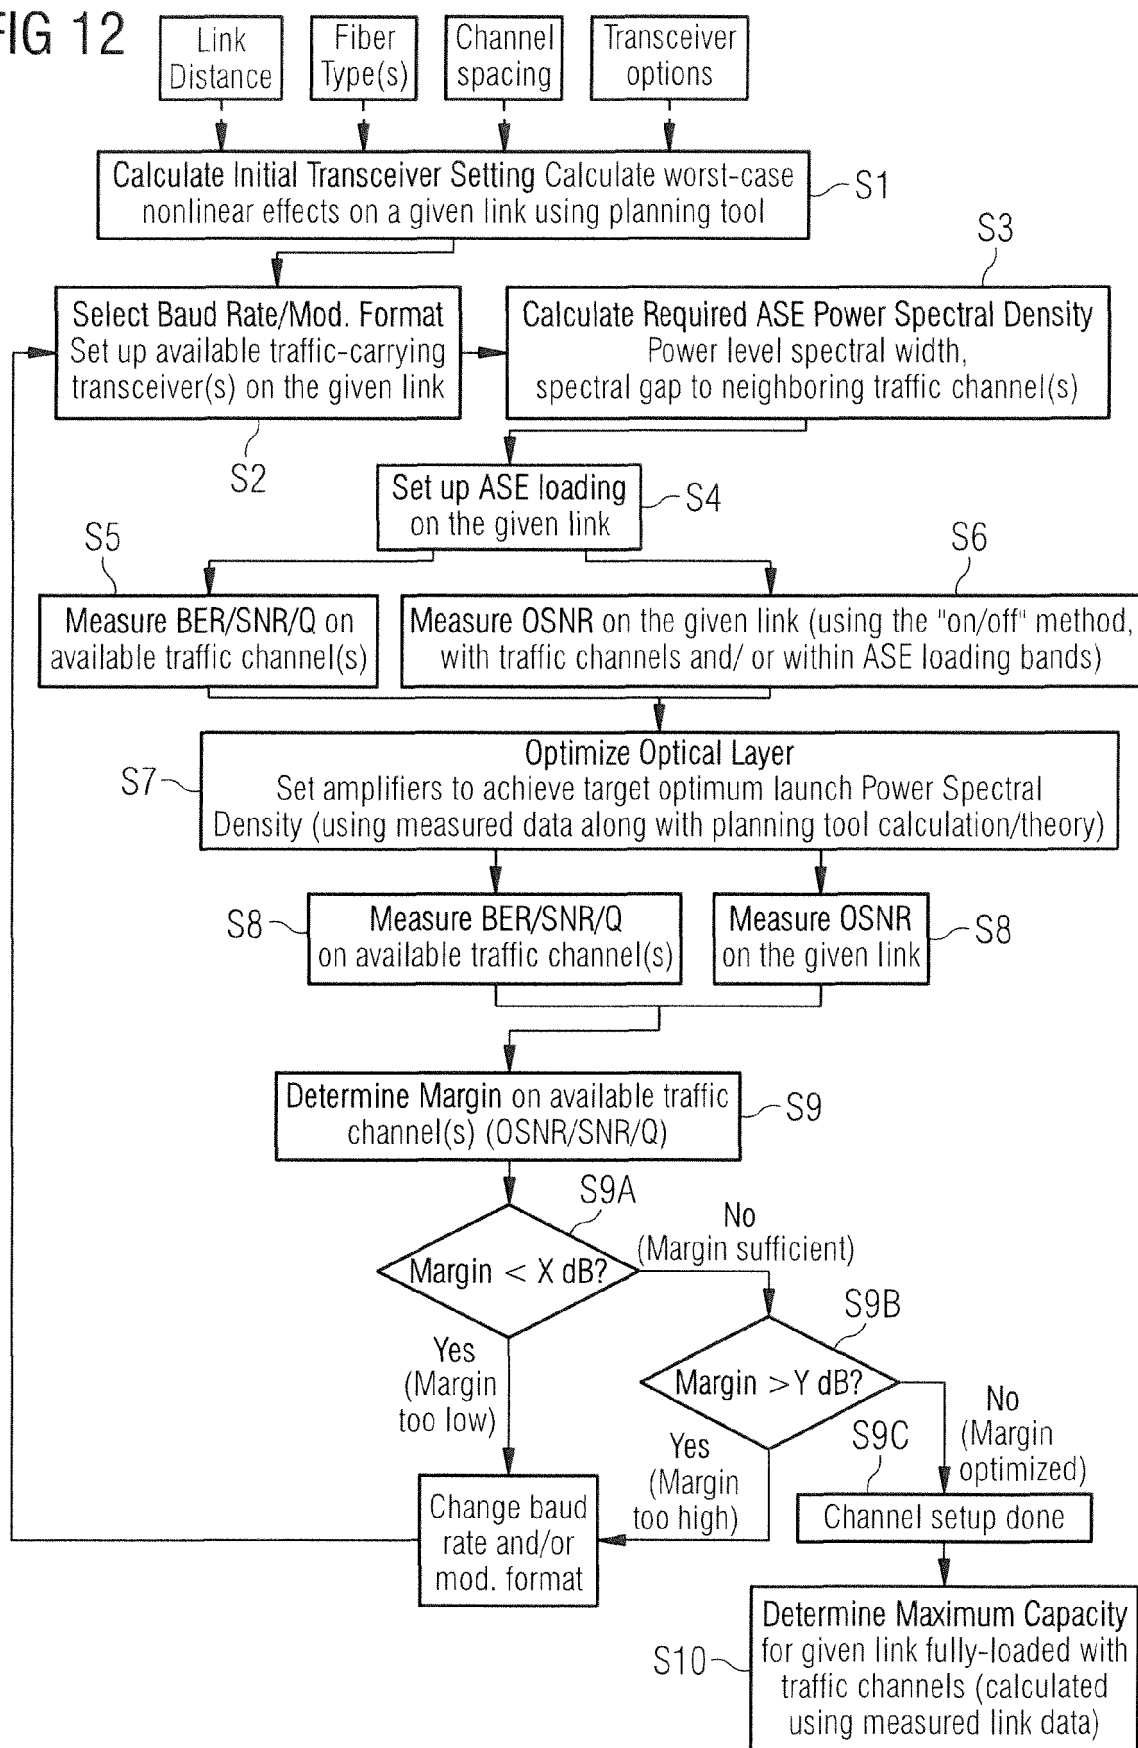 FIG 12
Link
Distance
Fiber
Type(s)
Channel
spacing
Transceiver
options
Calculate Initial Transceiver Setting Calculate worst-case
nonlinear effects on a given link using planning tool
S1
S3
Select Baud Rate/Mod. Format
Set up available traffic-carrying
transceiver(s) on the given link
S2
Calculate Required ASE Power Spectral Density
Power level spectral width,
spectral gap to neighboring traffic channel(s)
Set up ASE loading
on the given link
S4
S5
Measure BER/SNR/Q on
available traffic channel(s)
S6
Measure OSNR on the given link (using the "on/off" method,
with traffic channels and/ or within ASE loading bands)
S7
Optimize Optical Layer
Set amplifiers to achieve target optimum launch Power Spectral
Density (using measured data along with planning tool calculation/theory)
S8
Measure BER/SNR/Q
on available traffic channel(s)
Measure OSNR
on the given link
S8
Determine Margin on available traffic
channel(s) (OSNR/SNR/Q)
S9
S9A
Margin < X dB?
No
(Margin sufficient)
Yes
(Margin
too low)
S9B
Margin >Y dB?
Yes
(Margin
too high)
No
(Margin
optimized)
S9C
Channel setup done
Change baud
rate and/or
mod. format
S10
Determine Maximum Capacity
for given link fully-loaded with
traffic channels (calculated
using measured link data)